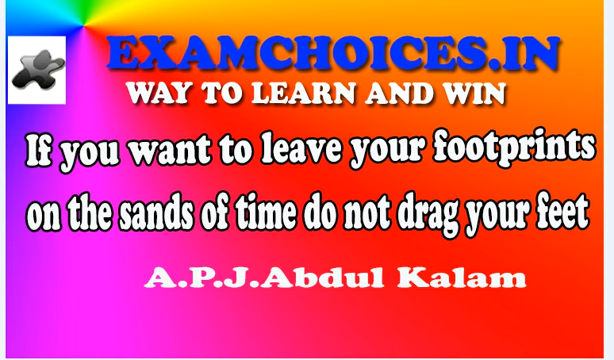 EXAMCHOICES.IN
WAY TO LEARN AND WIN
If you want to leave your footprints
on the sands of time do not drag your feet
A.P.J.Abdul Kalam